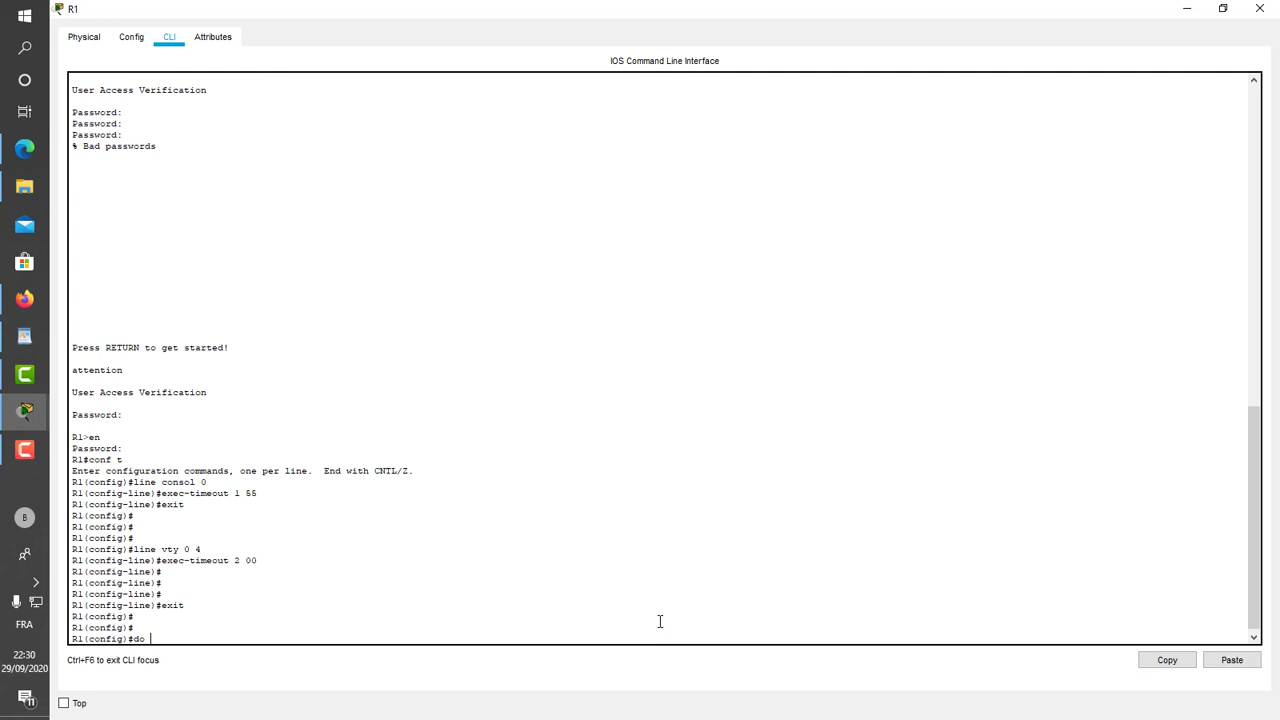 R1
Physical
Config
CLI
Attributes
IOS Command Line Interface
User Access Verification
Password:
Password:
Password:
% Bad passwords
Press RETURN to get started!
attention
User Access Verification
Password:
R1>en
Password:
R1#conf t
Enter configuration commands, one per line.  End with CNTL/Z.
R1(config)#line consol 0
R1(config-line)#exec-timeout 1 55
R1(config-line)#exit
R1(config)#
R1(config)#
R1(config)#
R1(config)#line vty 0 4
R1(config-line)#exec-timeout 2 00
R1(config-line)#
R1(config-line)#
R1(config-line)#
R1(config-line)#exit
R1(config)#
R1(config)#
R1(config)#do
Ctrl+F6 to exit CLI focus
Copy
Paste
Top
B
FRA
22:30
29/09/2020
11